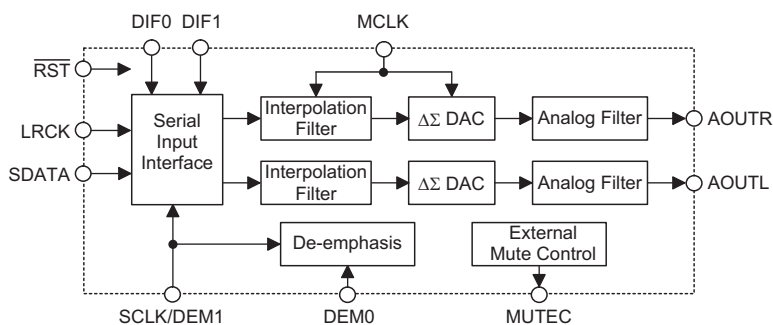 DIF0 DIF1
MCLK
RST
LRCK
SDATA
Serial
Input
Interface
Interpolation
Filter
ΔΣ DAC
Analog Filter
AOUTR
Interpolation
Filter
ΔΣ DAC
Analog Filter
AOUTL
De-emphasis
External
Mute Control
SCLK/DEM1
DEM0
MUTEC